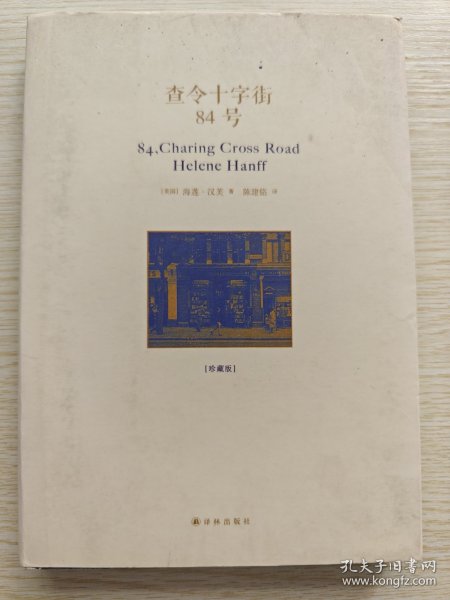 查令十字街
84号
84, Charing Cross Road
Helene Hanff
［美国］海莲·汉芙 著 陈建铭 译
［珍藏版］
译林出版社
孔夫子旧书网
www.kongfz.com